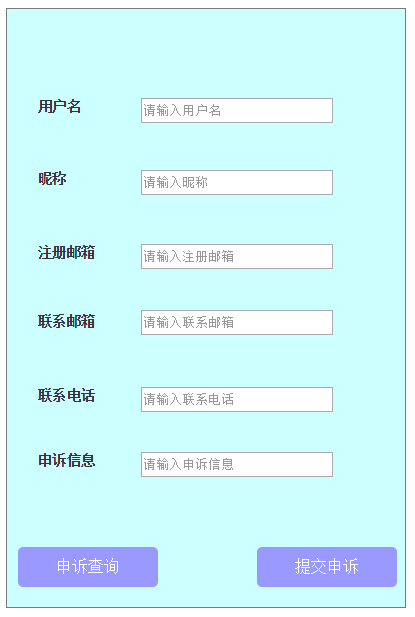 用户名
请输入用户名
昵称
请输入昵称
注册邮箱
请输入注册邮箱
联系邮箱
请输入联系邮箱
联系电话
请输入联系电话
申诉信息
请输入申诉信息
申诉查询
提交申诉